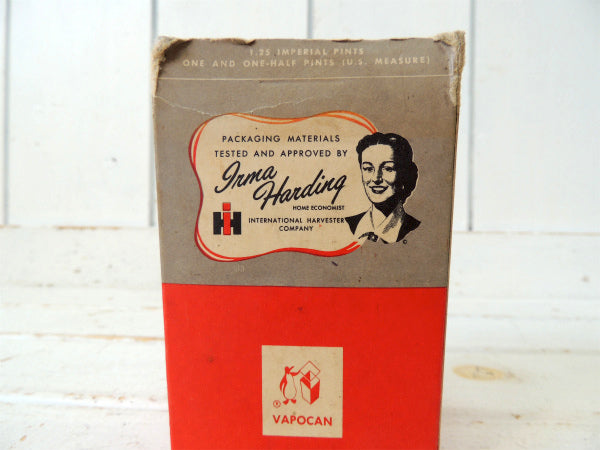 1.25 IMPERIAL PINTS
ONE AND ONE-HALF PINTS (U.S. MEASURE)
PACKAGING MATERIALS
TESTED AND APPROVED BY
Irma
Harding
HOME ECONOMIST
IH
INTERNATIONAL HARVESTER
COMPANY
©
®
VAPOCAN